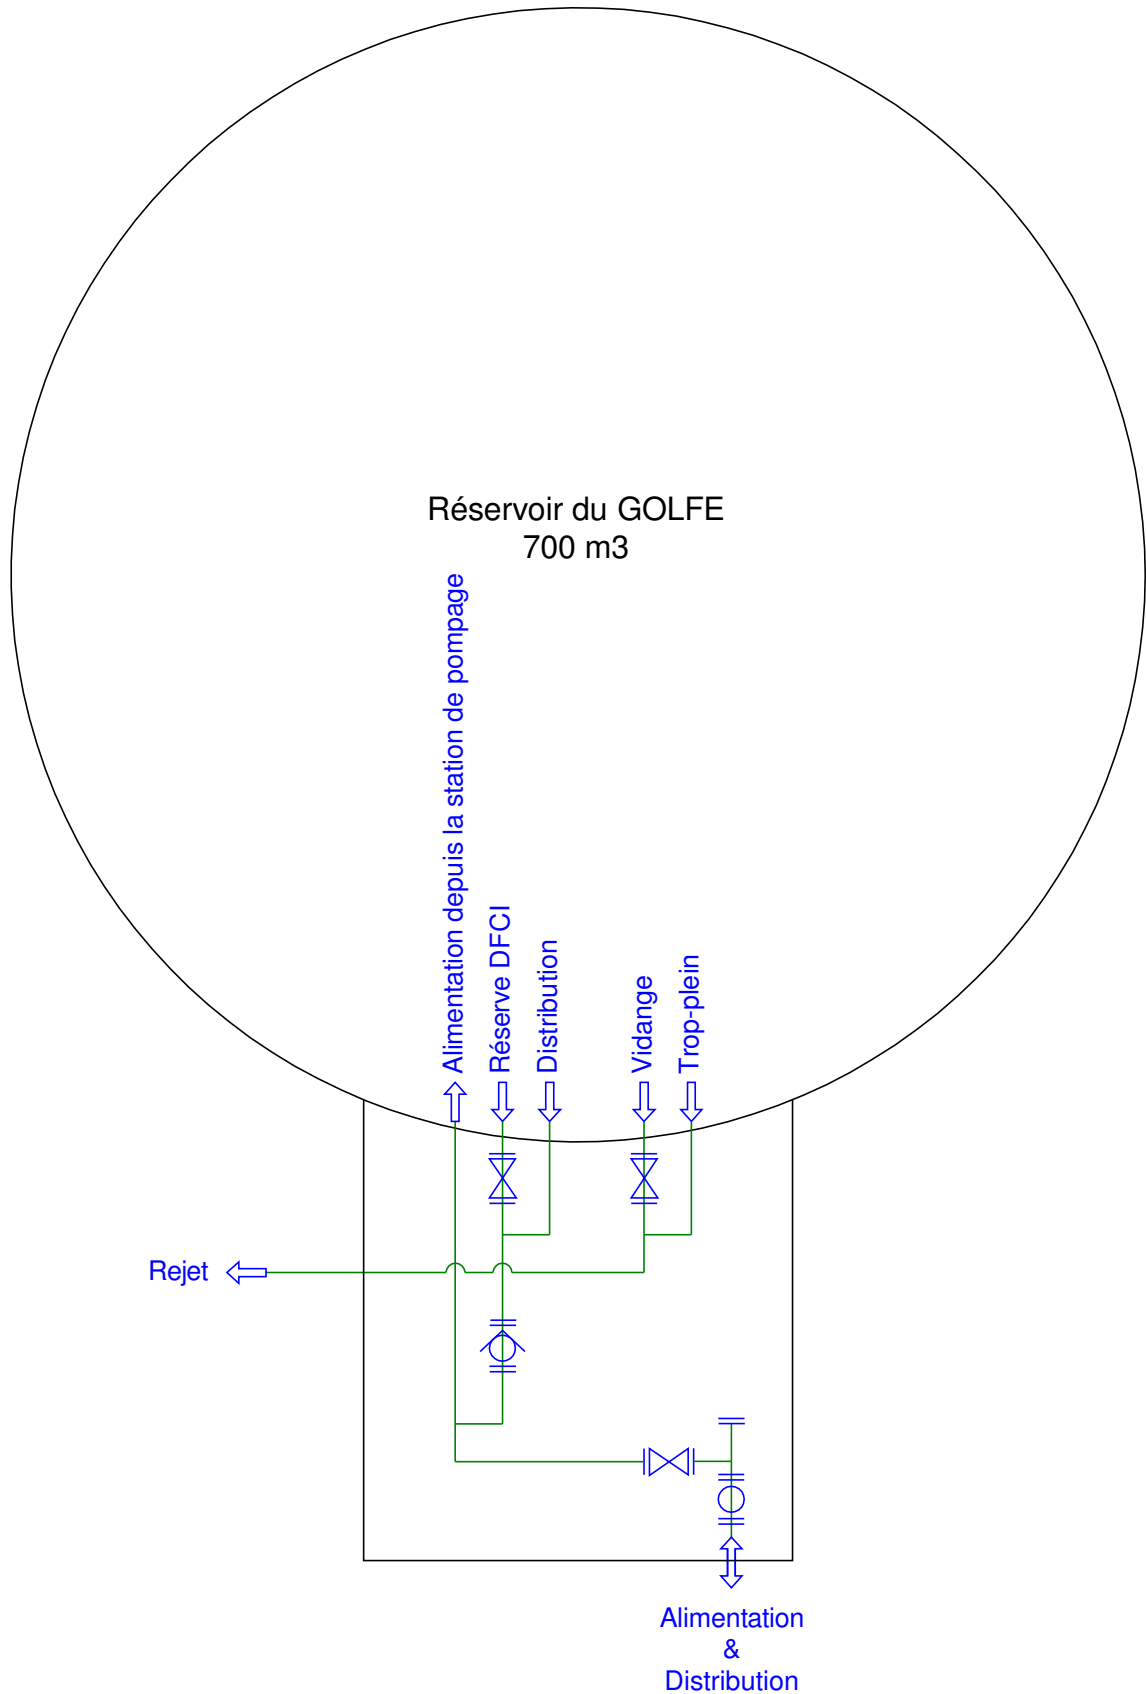 Réservoir du GOLFE
700 m3
Alimentation depuis la station de pompage
Réserve DFCI
Distribution
Vidange
Trop-plein
Rejet
Alimentation
&
Distribution